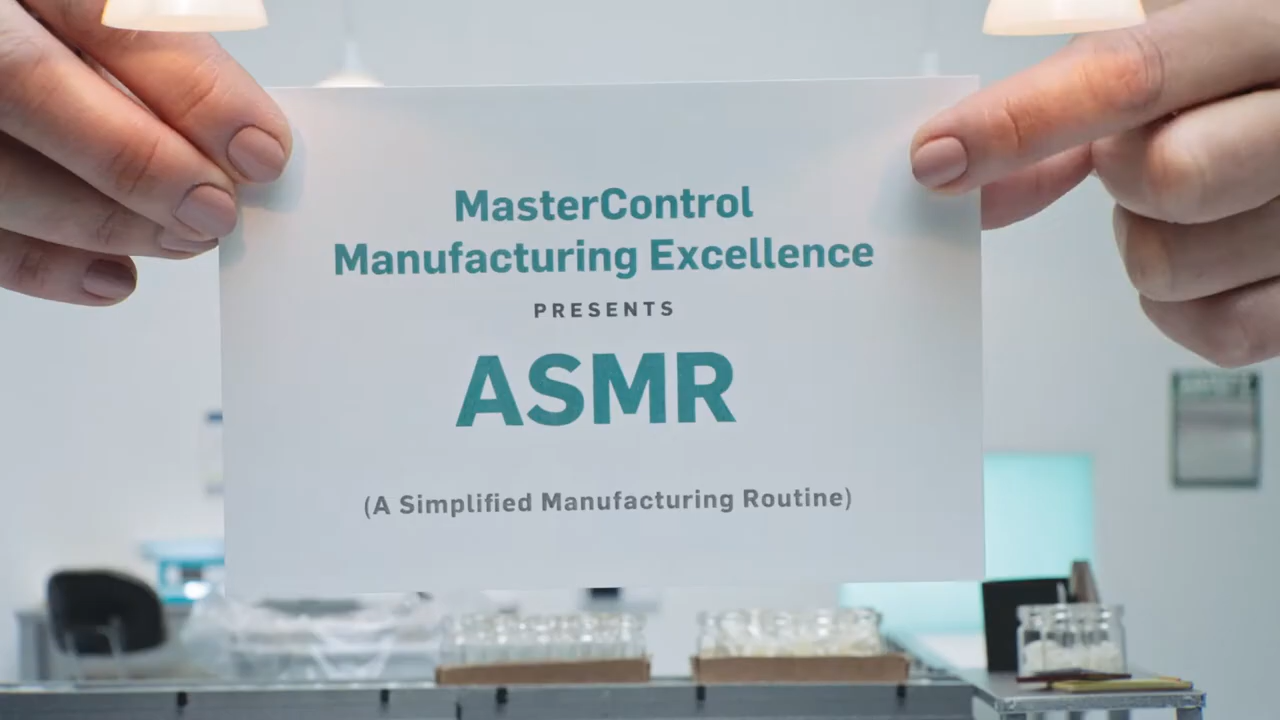 MasterControl
Manufacturing Excellence
PRESENTS
ASMR
(A Simplified Manufacturing Routine)